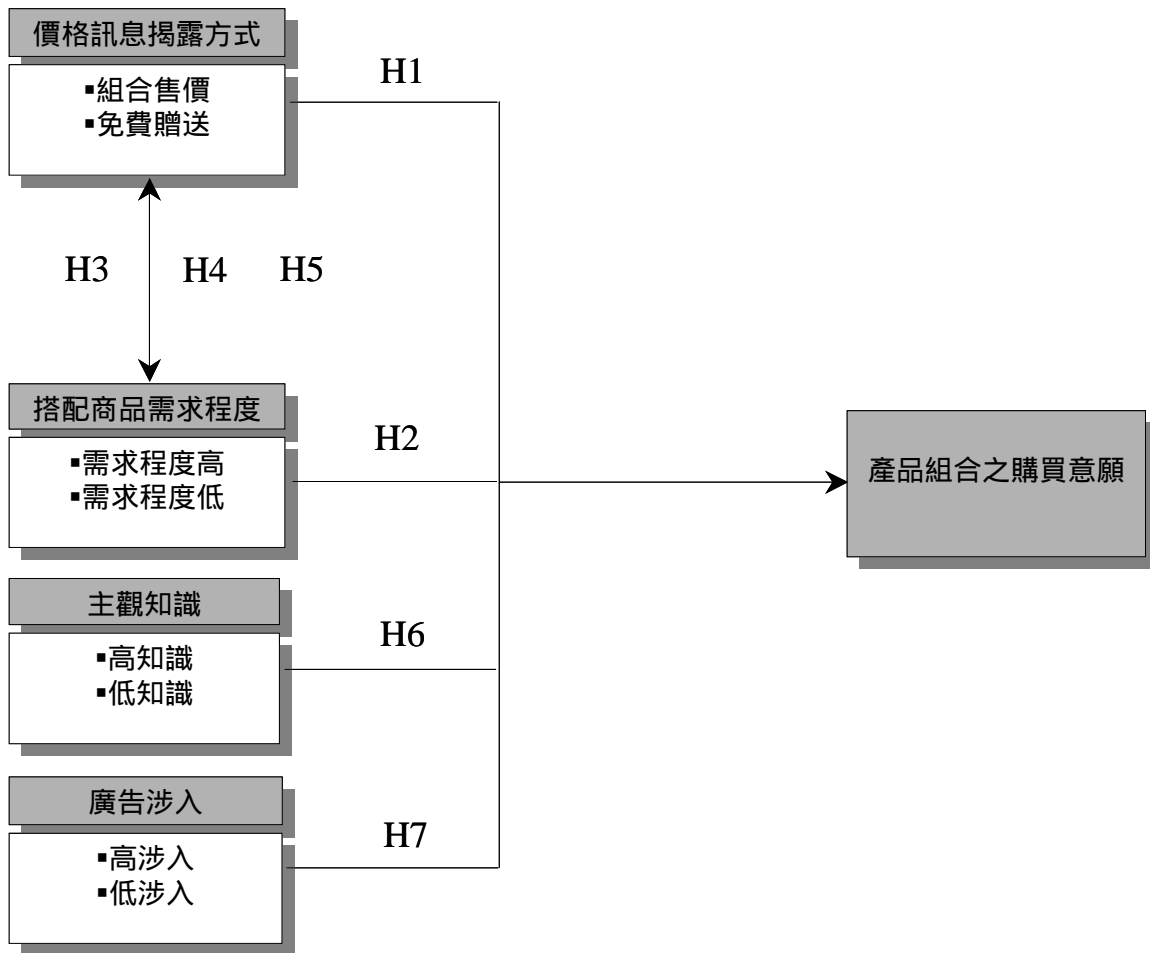 價格訊息揭露方式
▪組合售價
▪免費贈送
H1
H3 H4 H5
搭配商品需求程度
▪需求程度高
▪需求程度低
H2
產品組合之購買意願
主觀知識
▪高知識
▪低知識
H6
廣告涉入
▪高涉入
▪低涉入
H7